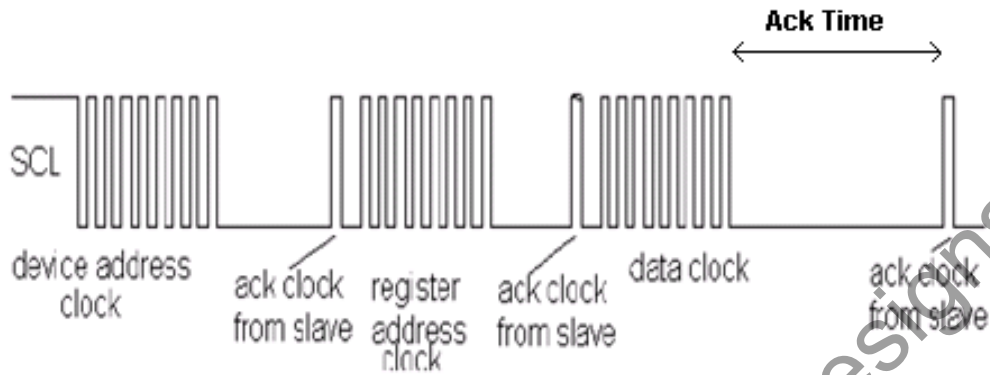 Ack Time
SCL
device address
clock
ack clock
from slave
register
address
clock
ack clock
from slave
data clock
ack clock
from slave